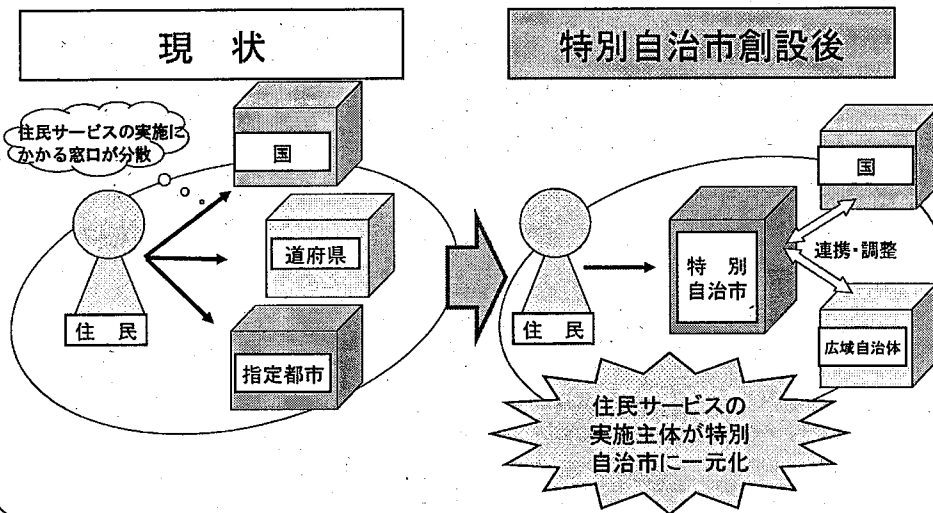 現 状
住民サービスの実施に
かかる窓口が分散
国
道府県
指定都市
住 民
特別自治市創設後
国
連携・調整
特 別
自治市
住 民
広域自治体
住民サービスの
実施主体が特別
自治市に一元化